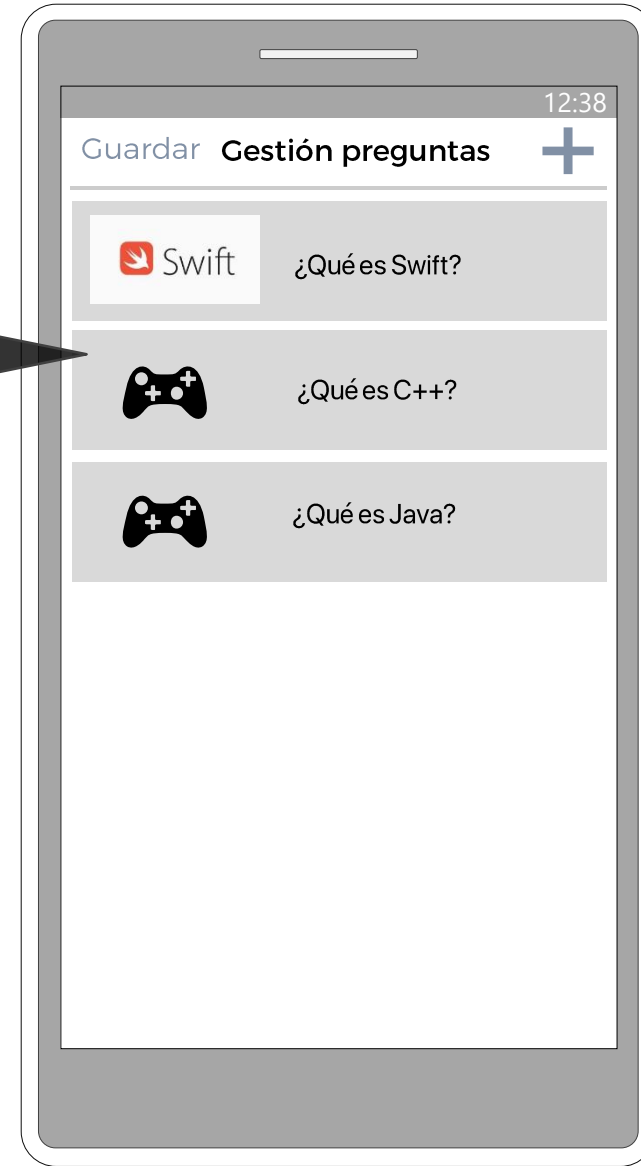 12:38
Guardar Gestión preguntas
Swift ¿Qué es Swift?
¿Qué es C++?
¿Qué es Java?